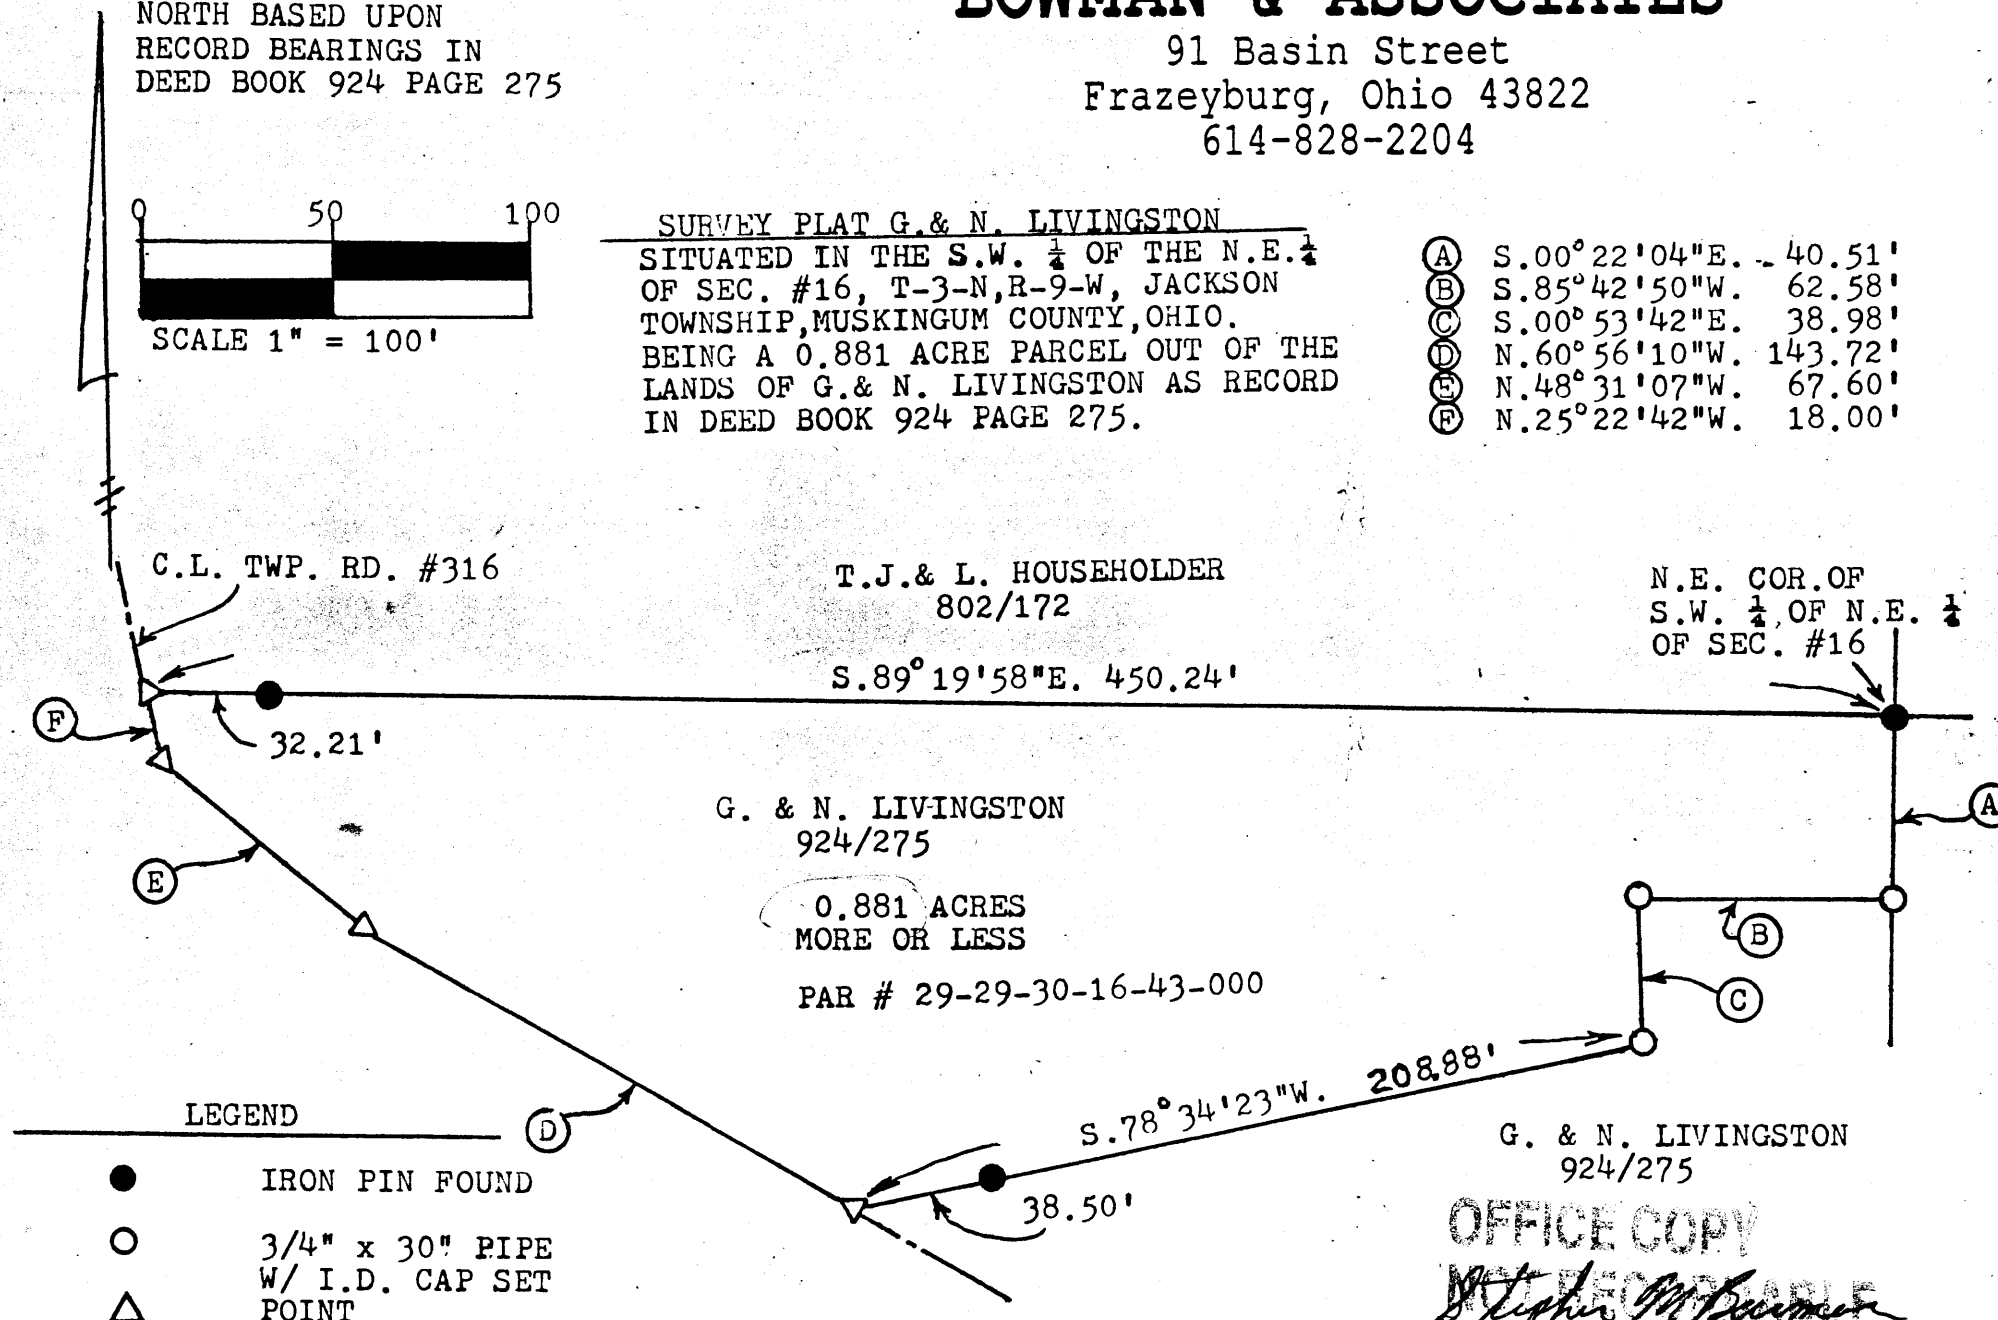 NORTH BASED UPON
RECORD BEARINGS IN
DEED BOOK 924 PAGE 275
BOWMAN & ASSOCIATES
91 Basin Street
Frazeyburg, Ohio 43822
614-828-2204
0 50 100
SCALE 1" = 100'
SURVEY PLAT G.& N. LIVINGSTON
SITUATED IN THE S.W. ¼ OF THE N.E.¼
OF SEC. #16, T-3-N,R-9-W, JACKSON
TOWNSHIP,MUSKINGUM COUNTY,OHIO.
BEING A 0.881 ACRE PARCEL OUT OF THE
LANDS OF G.& N. LIVINGSTON AS RECORD
IN DEED BOOK 924 PAGE 275.
A S.00°22'04"E. 40.51'
B S.85°42'50"W. 62.58'
C S.00°53'42"E. 38.98'
D N.60°56'10"W. 143.72'
E N.48°31'07"W. 67.60'
F N.25°22'42"W. 18.00'
C.L. TWP. RD. #316
T.J.& L. HOUSEHOLDER
802/172
N.E. COR.OF
S.W. ¼ OF N.E. ¼
OF SEC. #16
S.89°19'58"E. 450.24'
F
32.21'
G. & N. LIVINGSTON
924/275
A
E
0.881 ACRES
MORE OR LESS
B
PAR # 29-29-30-16-43-000
C
S.78°34'23"W. 208.88'
D
38.50'
G. & N. LIVINGSTON
924/275
LEGEND
IRON PIN FOUND
3/4" x 30" PIPE
W/ I.D. CAP SET
POINT
OFFICE COPY
NOT RECORDABLE
Stephen M Bowman